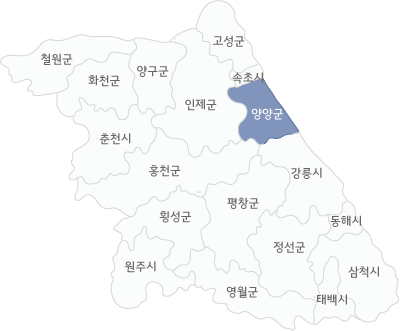 고성군
철원군
속초시
양구군
화천군
인제군
양양군
춘천시
홍천군
강릉시
평창군
횡성군
동해시
정선군
원주시
삼척시
영월군
태백시